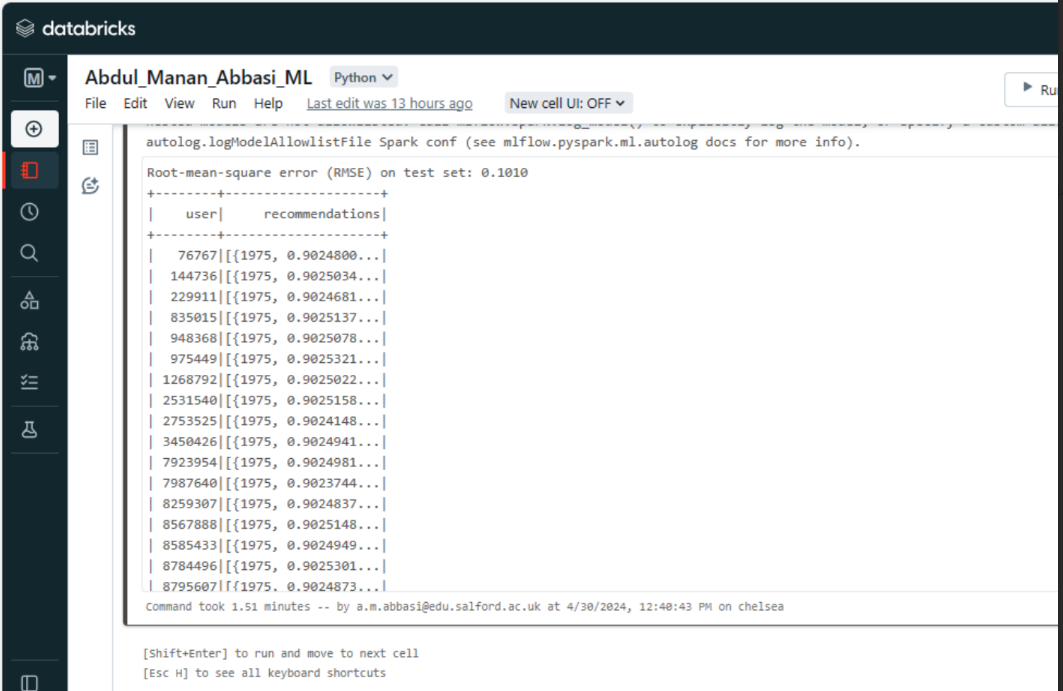 databricks
M
Abdul_Manan_Abbasi_ML Python
File Edit View Run Help Last edit was 13 hours ago New cell UI: OFF
autolog.logModelAllowlistFile Spark conf (see mlflow.pyspark.ml.autolog docs for more info).
Root-mean-square error (RMSE) on test set: 0.1010
+--------+--------------------+
|    user|     recommendations|
+--------+--------------------+
|   76767|[{1975, 0.9024800...|
|  144736|[{1975, 0.9025034...|
|  229911|[{1975, 0.9024681...|
|  835015|[{1975, 0.9025137...|
|  948368|[{1975, 0.9025078...|
|  975449|[{1975, 0.9025321...|
| 1268792|[{1975, 0.9025022...|
| 2531540|[{1975, 0.9025158...|
| 2753525|[{1975, 0.9024148...|
| 3450426|[{1975, 0.9024941...|
| 7923954|[{1975, 0.9024981...|
| 7987640|[{1975, 0.9023744...|
| 8259307|[{1975, 0.9024837...|
| 8567888|[{1975, 0.9025148...|
| 8585433|[{1975, 0.9024949...|
| 8784496|[{1975, 0.9025301...|
| 8795607|[{1975, 0.9024873...|
Command took 1.51 minutes -- by a.m.abbasi@edu.salford.ac.uk at 4/30/2024, 12:40:43 PM on chelsea
[Shift+Enter] to run and move to next cell
[Esc H] to see all keyboard shortcuts